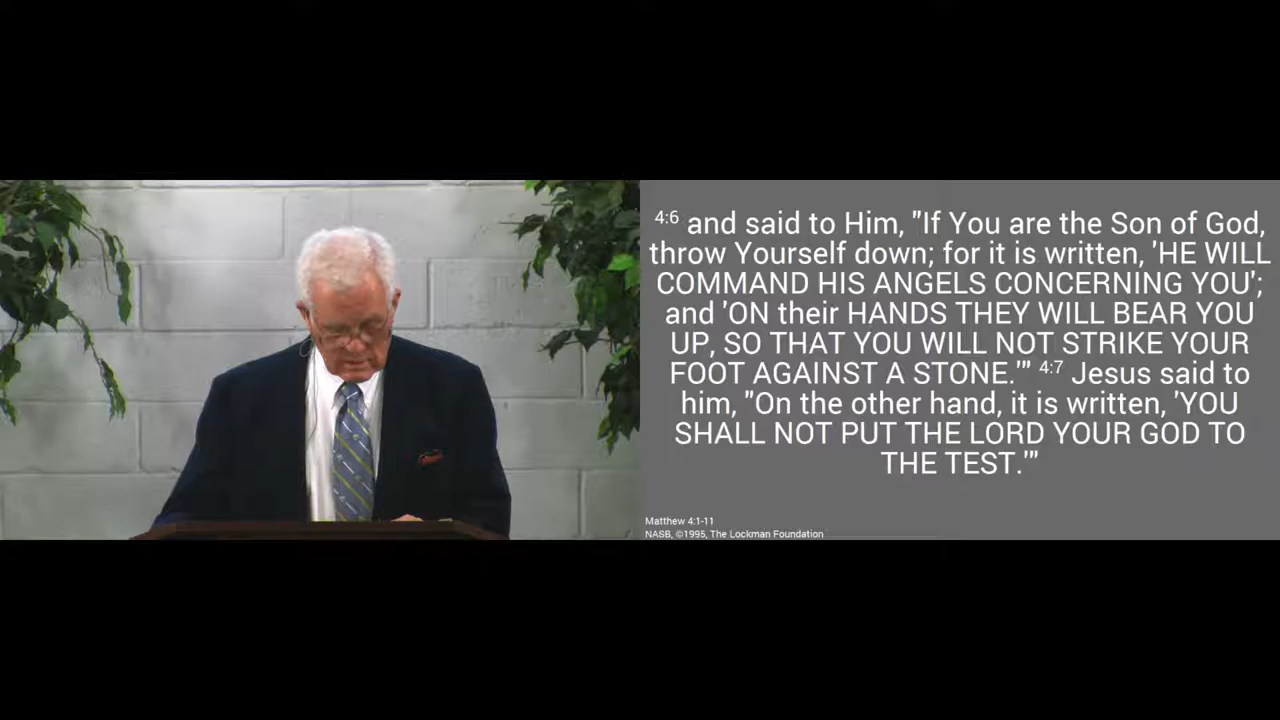 4:6 and said to Him, "If You are the Son of God,
throw Yourself down; for it is written, 'HE WILL
COMMAND HIS ANGELS CONCERNING YOU';
and 'ON their HANDS THEY WILL BEAR YOU
UP, SO THAT YOU WILL NOT STRIKE YOUR
FOOT AGAINST A STONE.'" 4:7 Jesus said to
him, "On the other hand, it is written, 'YOU
SHALL NOT PUT THE LORD YOUR GOD TO
THE TEST.'"
Matthew 4:1-11
NASB, ©1995, The Lockman Foundation